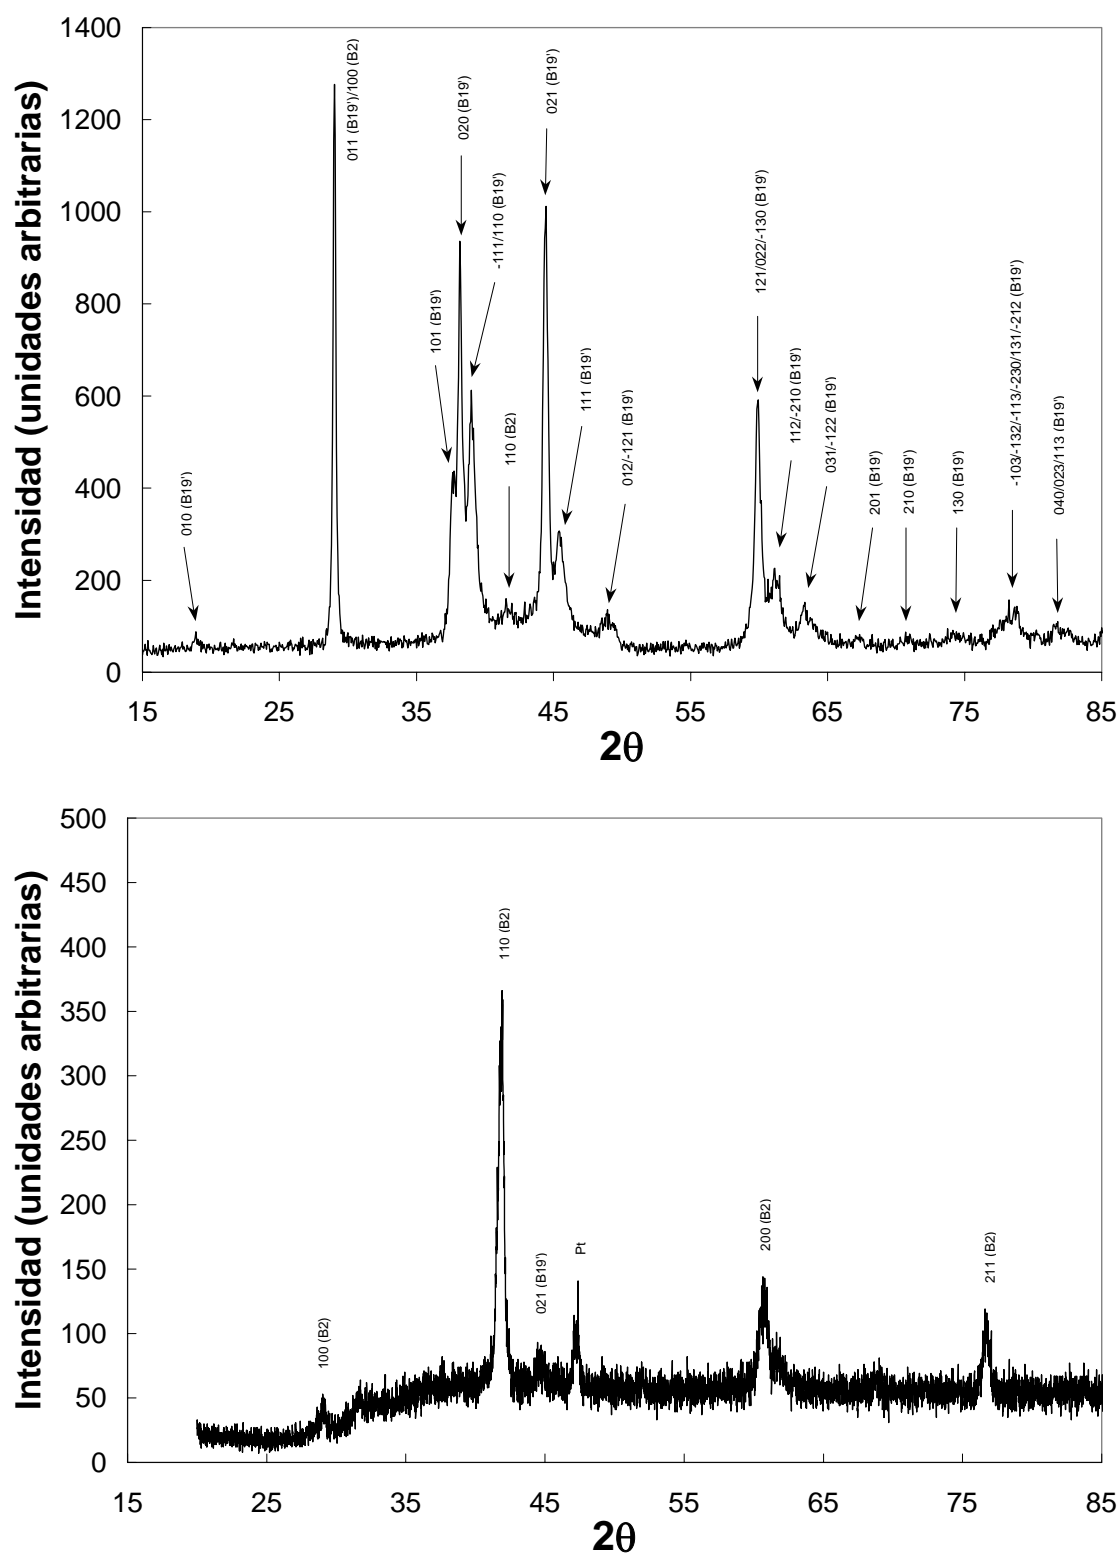 Intensidad (unidades arbitrarias)
1400
1200
1000
800
600
400
200
0
010 (B19')
011 (B19')/100 (B2)
101 (B19')
020 (B19')
-111/110 (B19')
110 (B2)
021 (B19')
111 (B19')
012/-121 (B19')
121/022/-130 (B19')
112/-210 (B19')
031/-122 (B19')
201 (B19')
210 (B19')
130 (B19')
-103/-132/-113/-230/131/-212 (B19')
040/023/113 (B19')
15 25 35 45 55 65 75 85
2θ
Intensidad (unidades arbitrarias)
500
450
400
350
300
250
200
150
100
50
0
100 (B2)
110 (B2)
021 (B19')
Pt
200 (B2)
211 (B2)
15 25 35 45 55 65 75 85
2θ